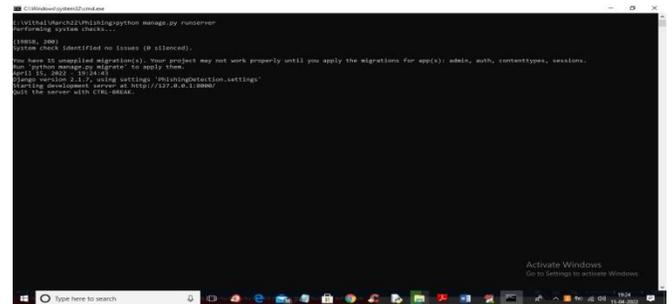 C:\Windows\system32\cmd.exe
E:\Vithal\March22\Phishing>python manage.py runserver
Performing system checks...
(19858, 200)
System check identified no issues (0 silenced).
You have 15 unapplied migration(s). Your project may not work properly until you apply the migrations for app(s): admin, auth, contenttypes, sessions.
Run 'python manage.py migrate' to apply them.
April 15, 2022 - 19:24:43
Django version 2.1.7, using settings 'PhishingDetection.settings'
Starting development server at http://127.0.0.1:8000/
Quit the server with CTRL-BREAK.
Activate Windows
Go to Settings to activate Windows.
Type here to search
19:24
15-04-2022